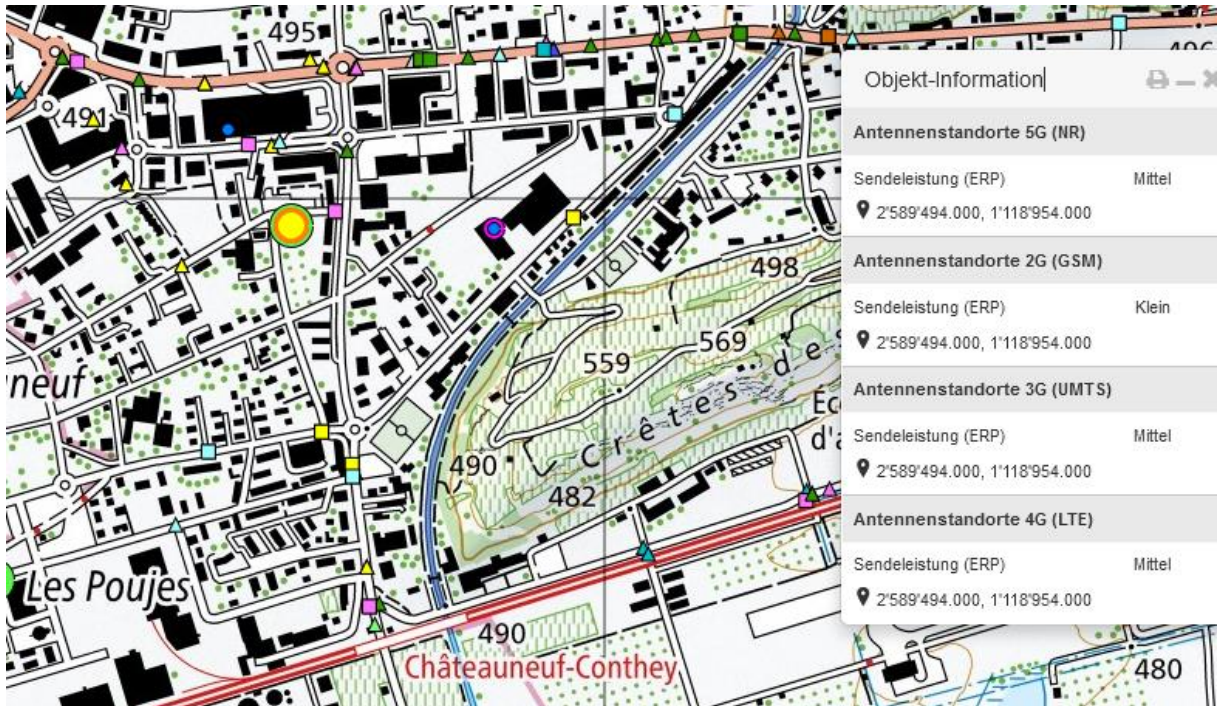 495
496
491
Objekt-Information
Antennenstandorte 5G (NR)
Sendeleistung (ERP) Mittel
2'589'494.000, 1'118'954.000
Antennenstandorte 2G (GSM)
Sendeleistung (ERP) Klein
2'589'494.000, 1'118'954.000
Antennenstandorte 3G (UMTS)
Sendeleistung (ERP) Mittel
2'589'494.000, 1'118'954.000
Antennenstandorte 4G (LTE)
Sendeleistung (ERP) Mittel
2'589'494.000, 1'118'954.000
498
569
559
neuf
Crêtes des
Éc
d'a
490
482
Les Poujes
490
Châteauneuf-Conthey
480